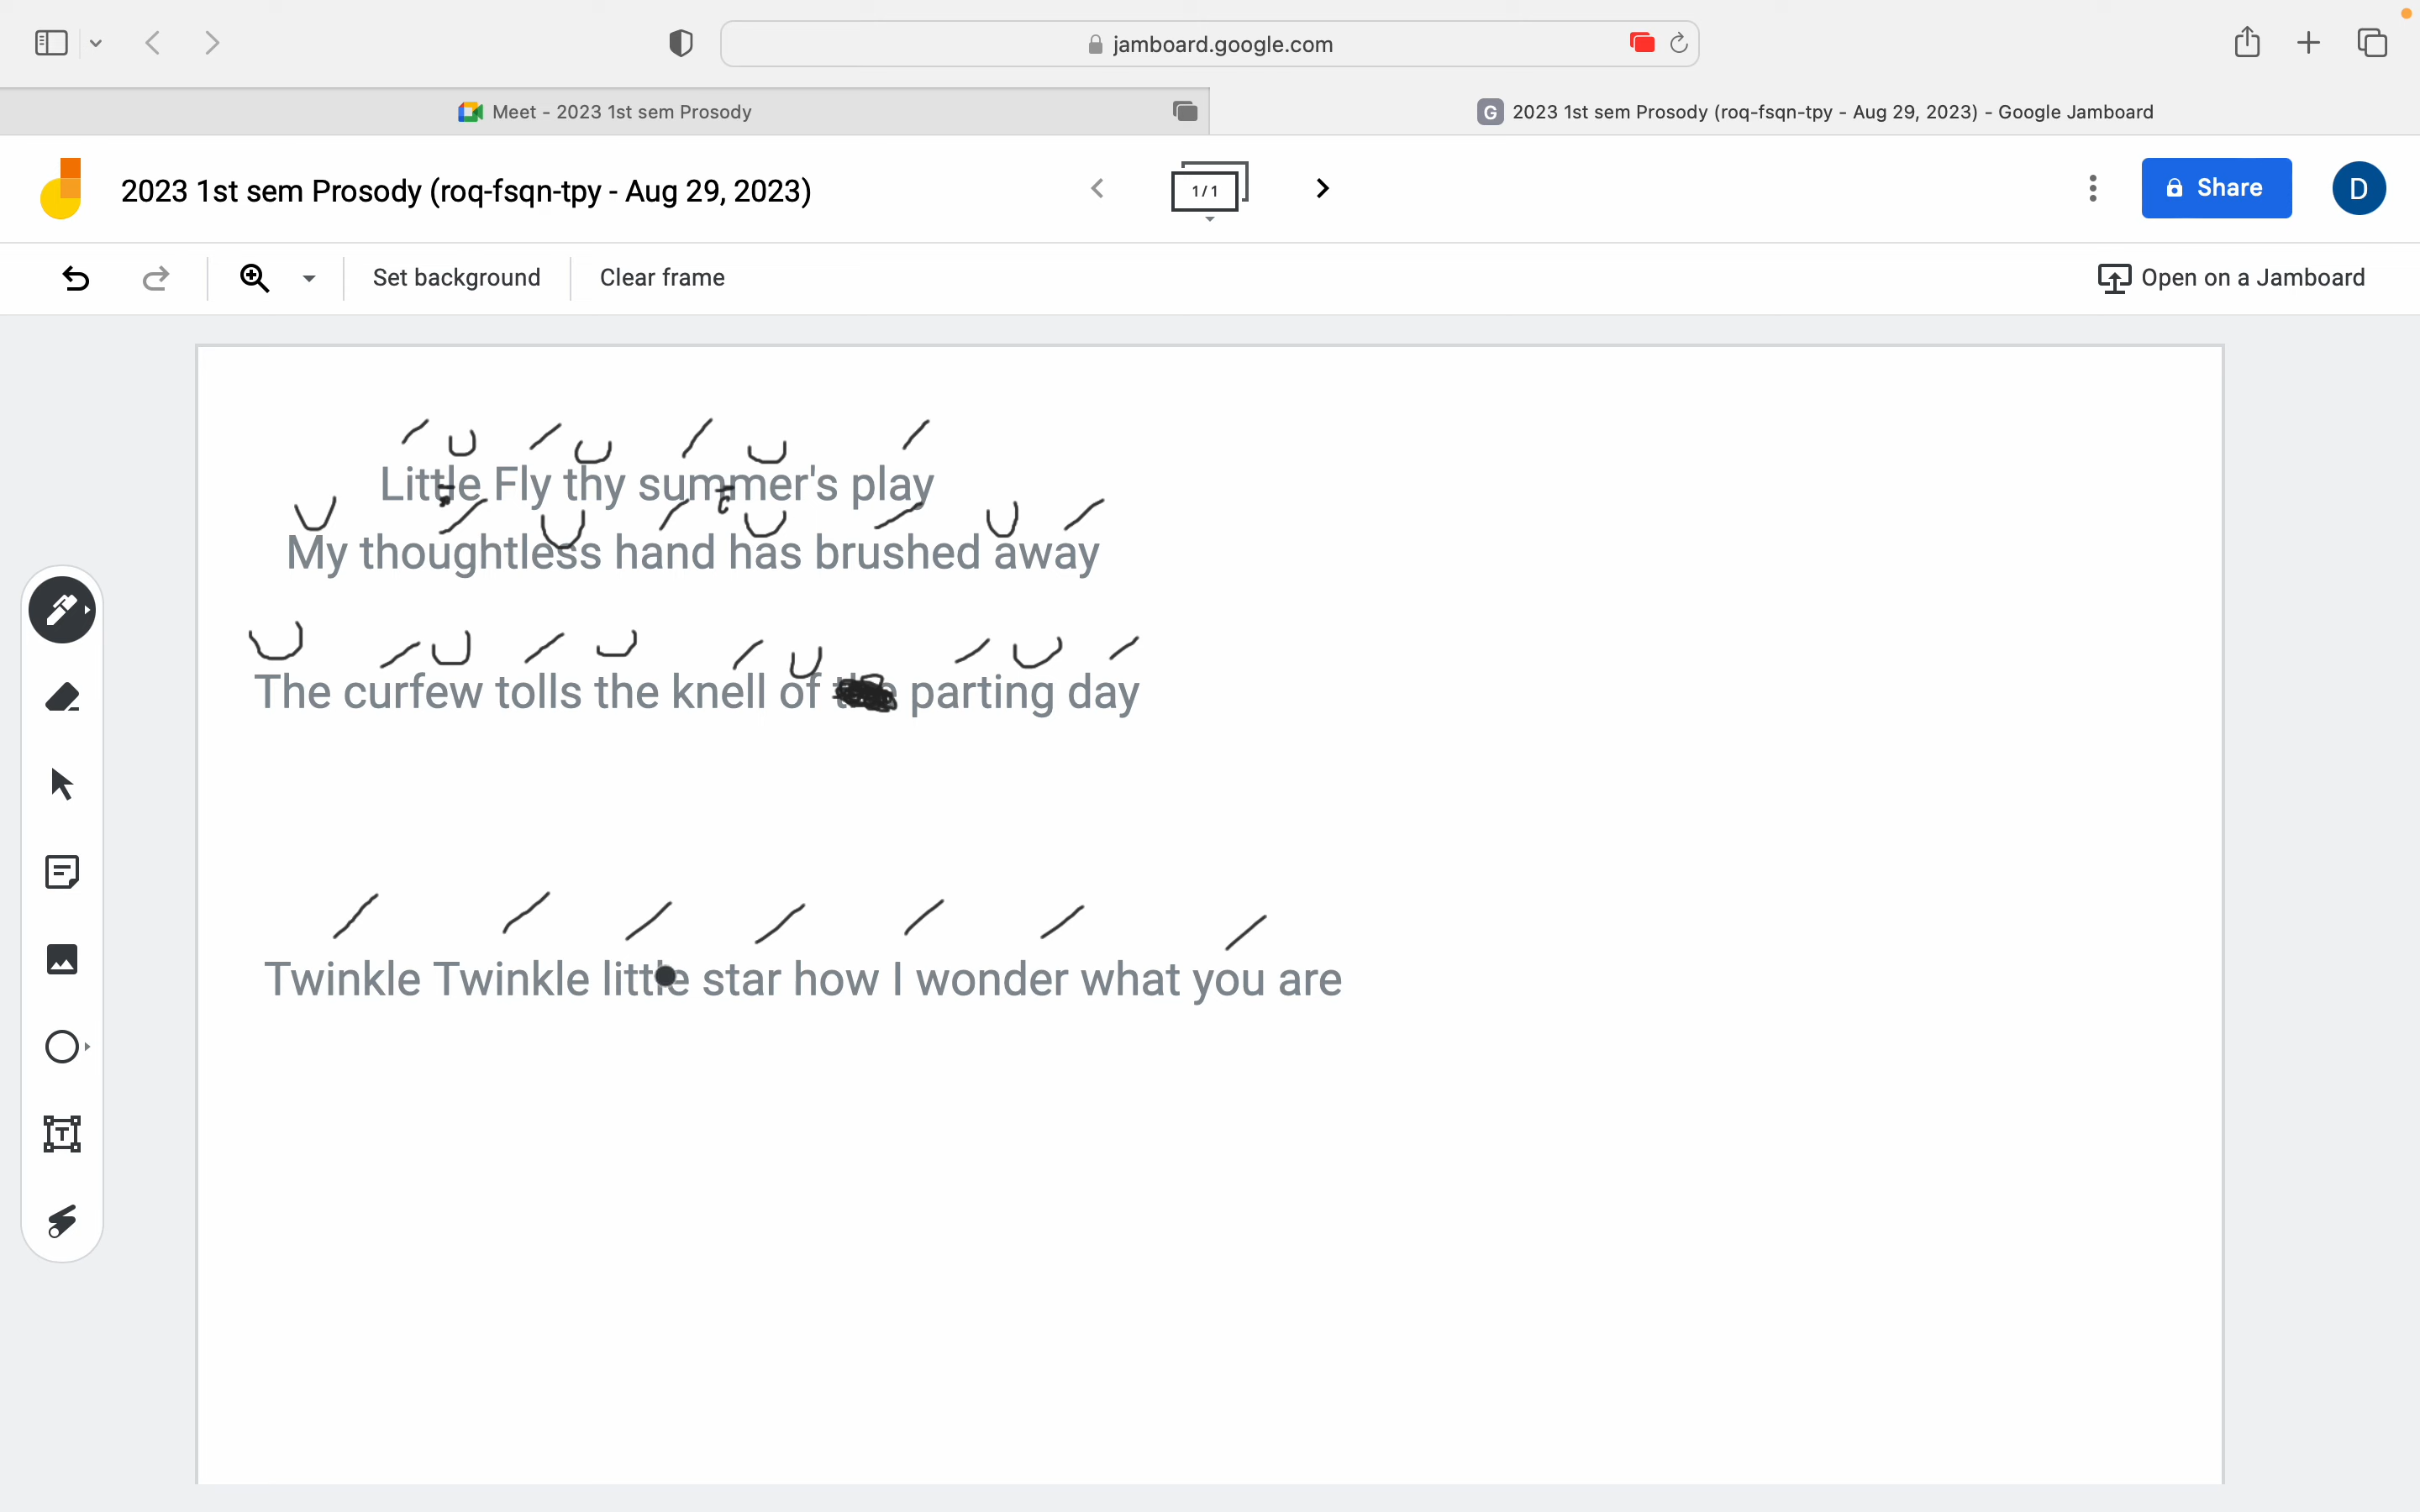 jamboard.google.com
Meet - 2023 1st sem Prosody
G 2023 1st sem Prosody (roq-fsqn-tpy - Aug 29, 2023) - Google Jamboard
2023 1st sem Prosody (roq-fsqn-tpy - Aug 29, 2023)
1/1
Share
D
Set background
Clear frame
Open on a Jamboard
Little Fly thy summer's play
My thoughtless hand has brushed away
The curfew tolls the knell of parting day
Twinkle Twinkle little star how I wonder what you are